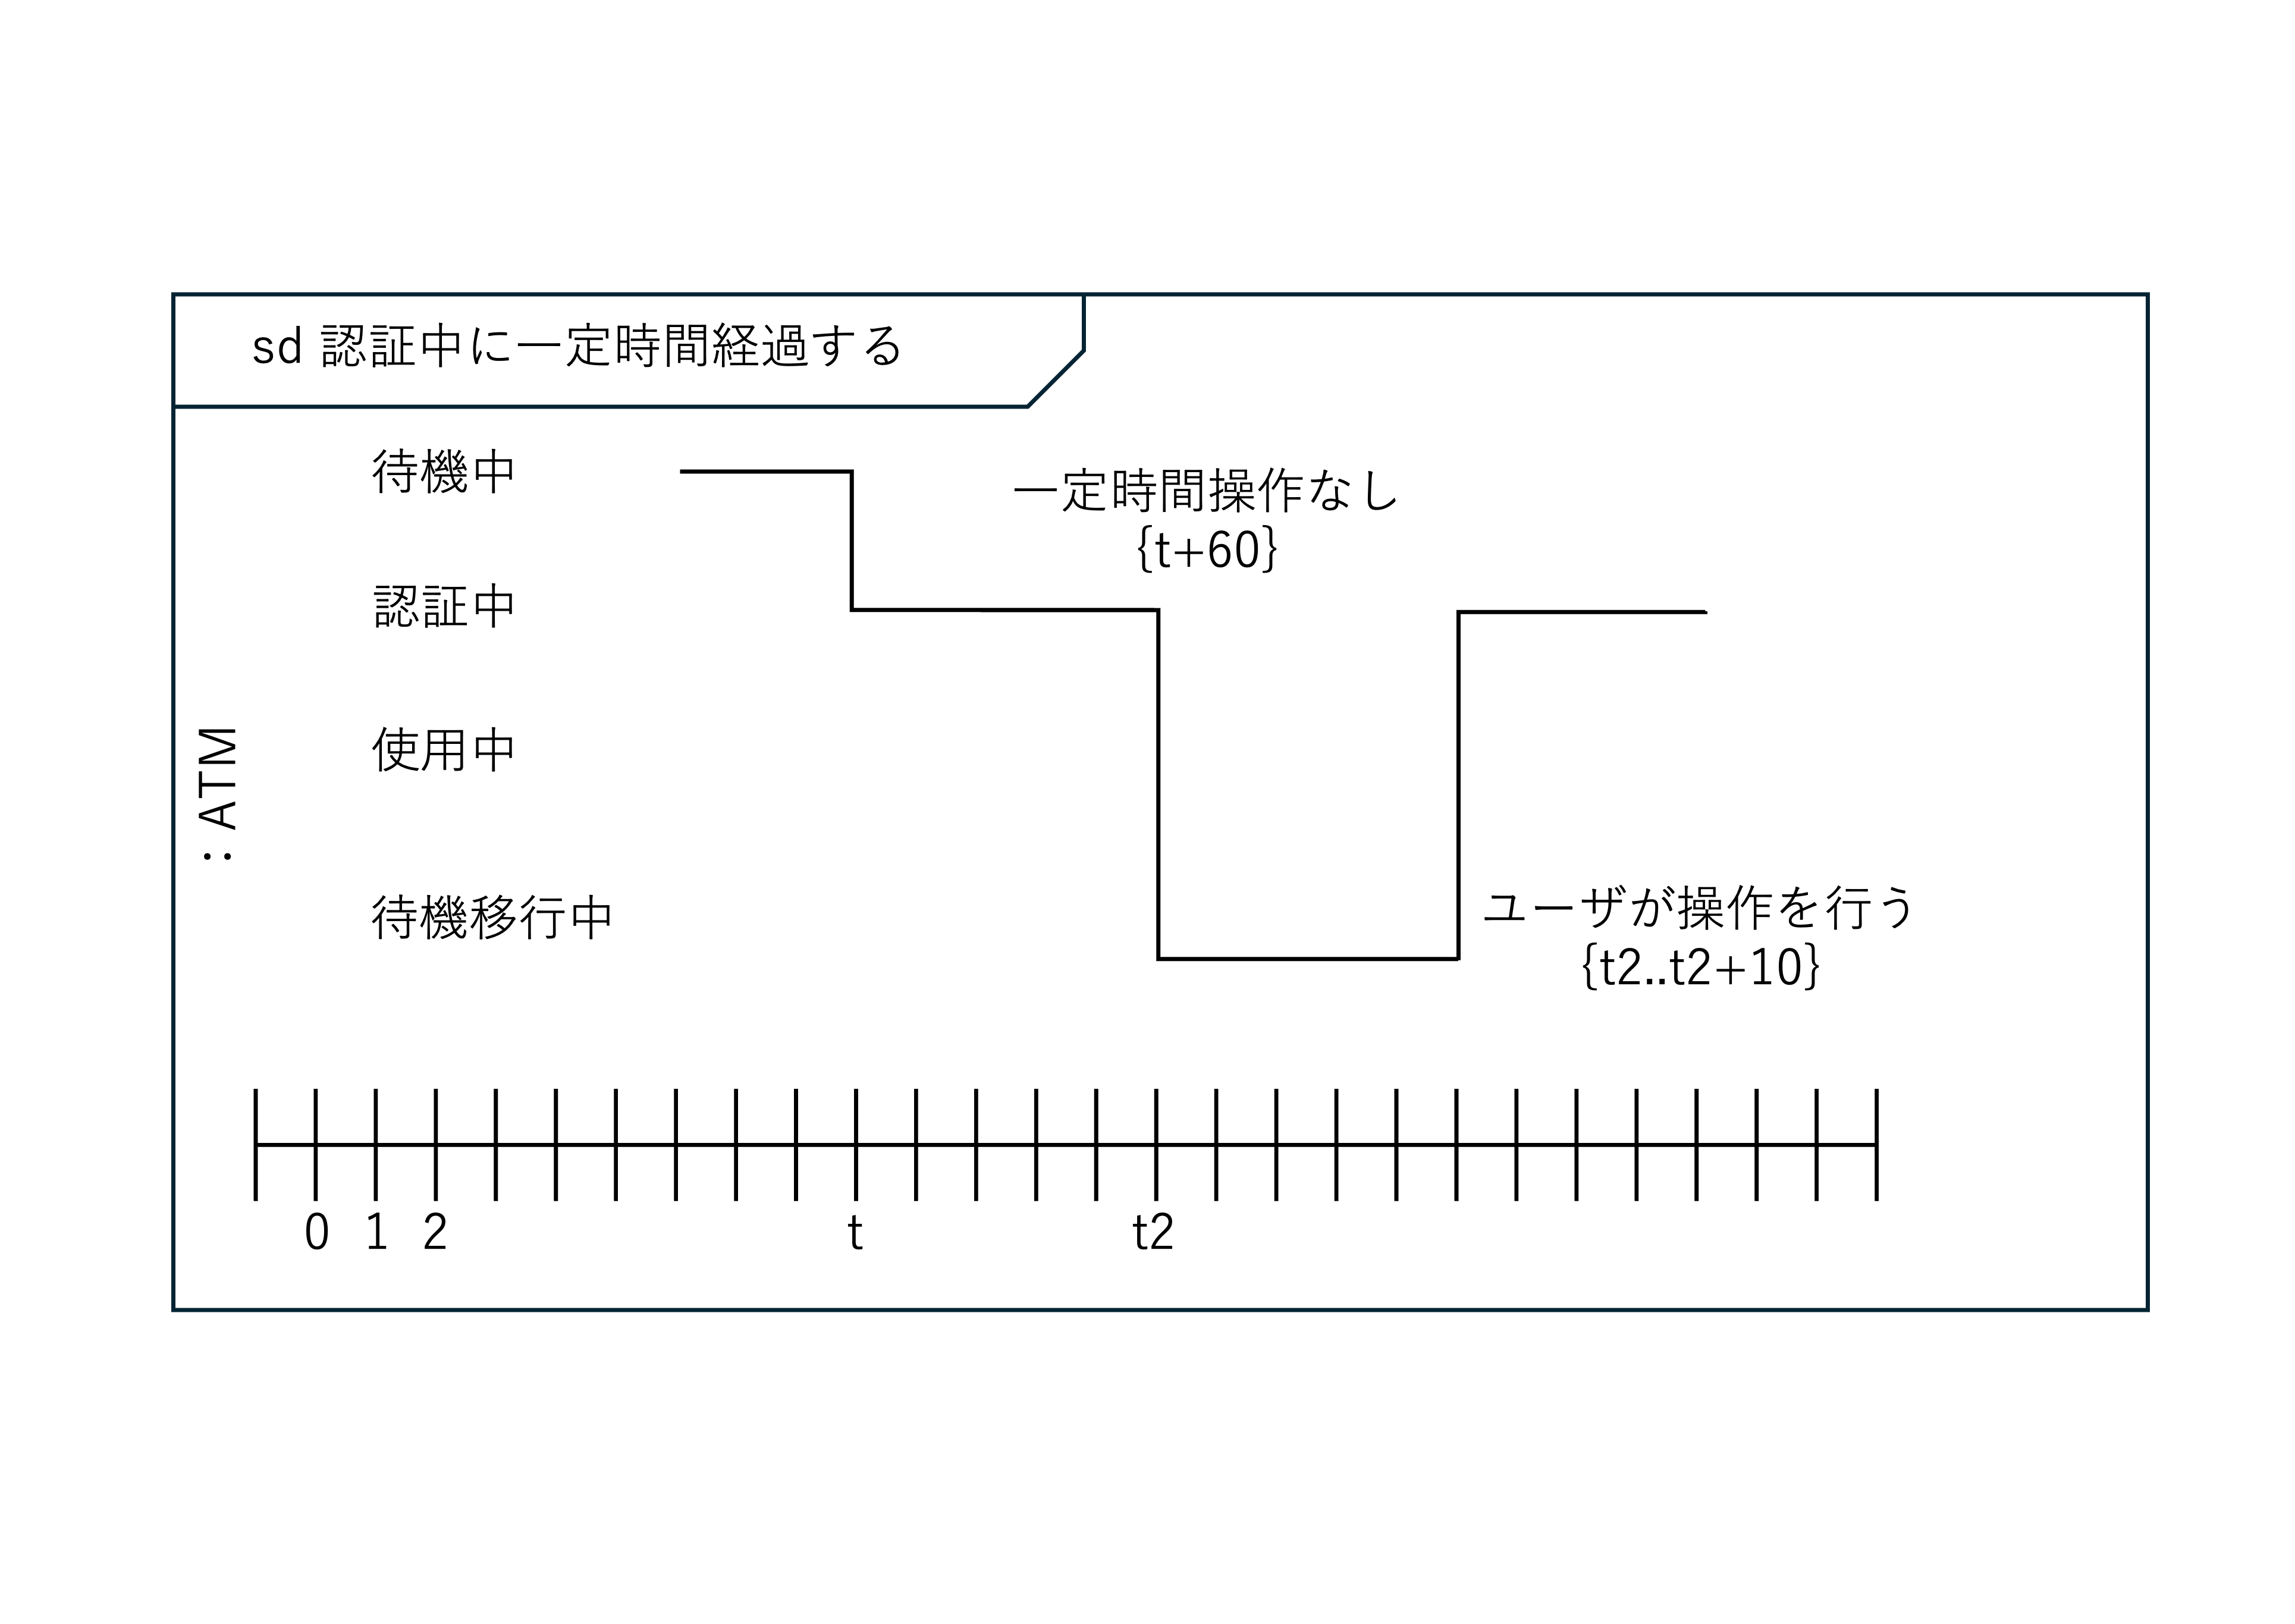 sd 認証中に一定時間経過する
待機中
一定時間操作なし
{t+60}
認証中
使用中
: ATM
待機移行中
ユーザが操作を行う
{t2..t2+10}
0 1 2 t t2